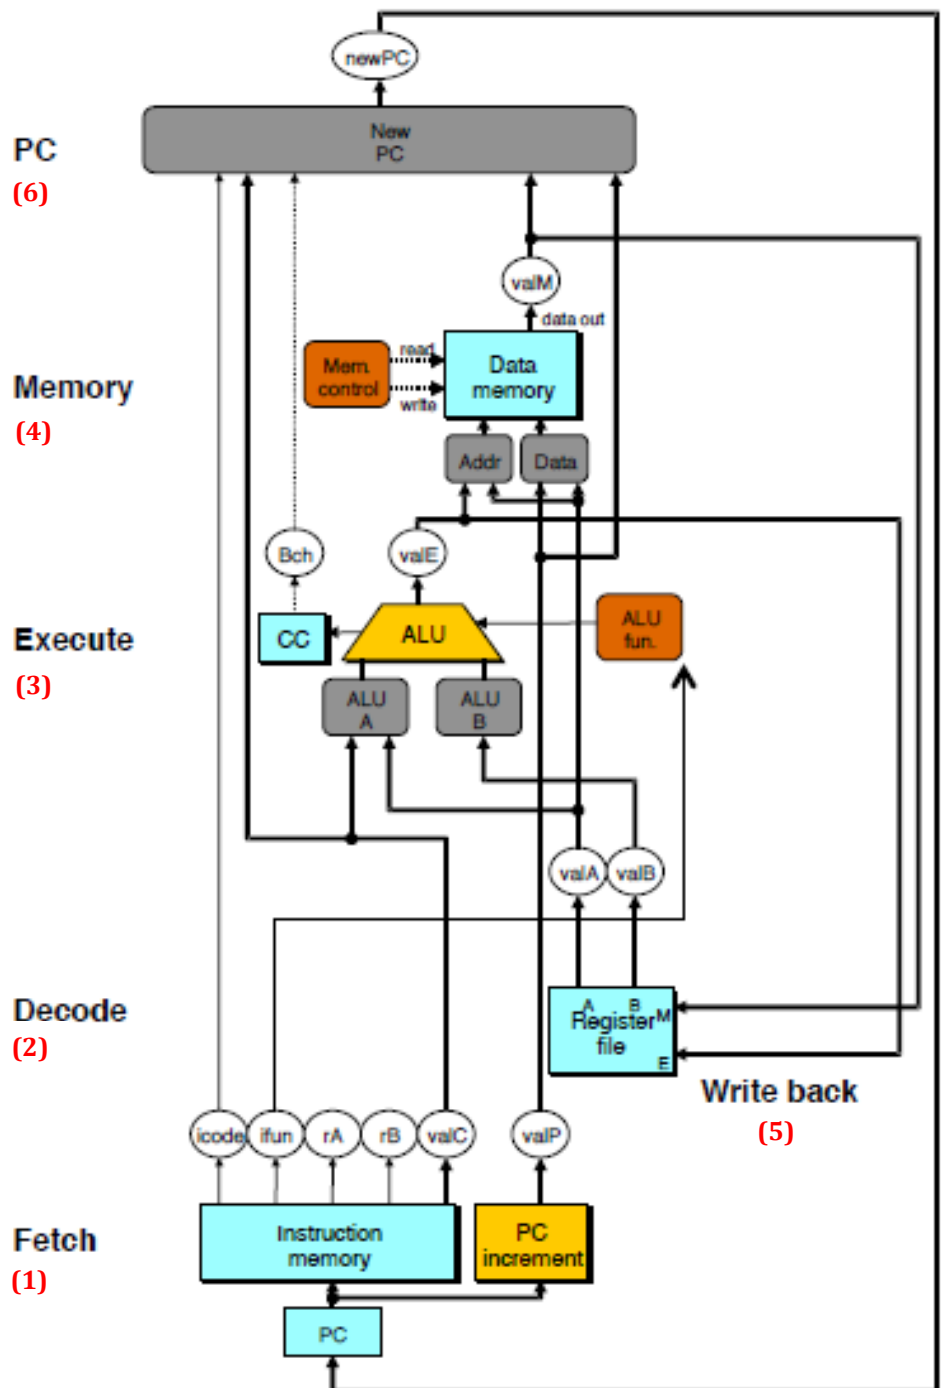 newPC
New
PC
PC
(6)
valM
data out
read
Mem.
control
write
Data
memory
Memory
(4)
Addr
Data
Bch
valE
CC
ALU
ALU
fun.
Execute
(3)
ALU
A
ALU
B
valA
valB
A
B
Register
file
M
E
Decode
(2)
Write back
(5)
icode
ifun
rA
rB
valC
valP
Fetch
(1)
Instruction
memory
PC
increment
PC